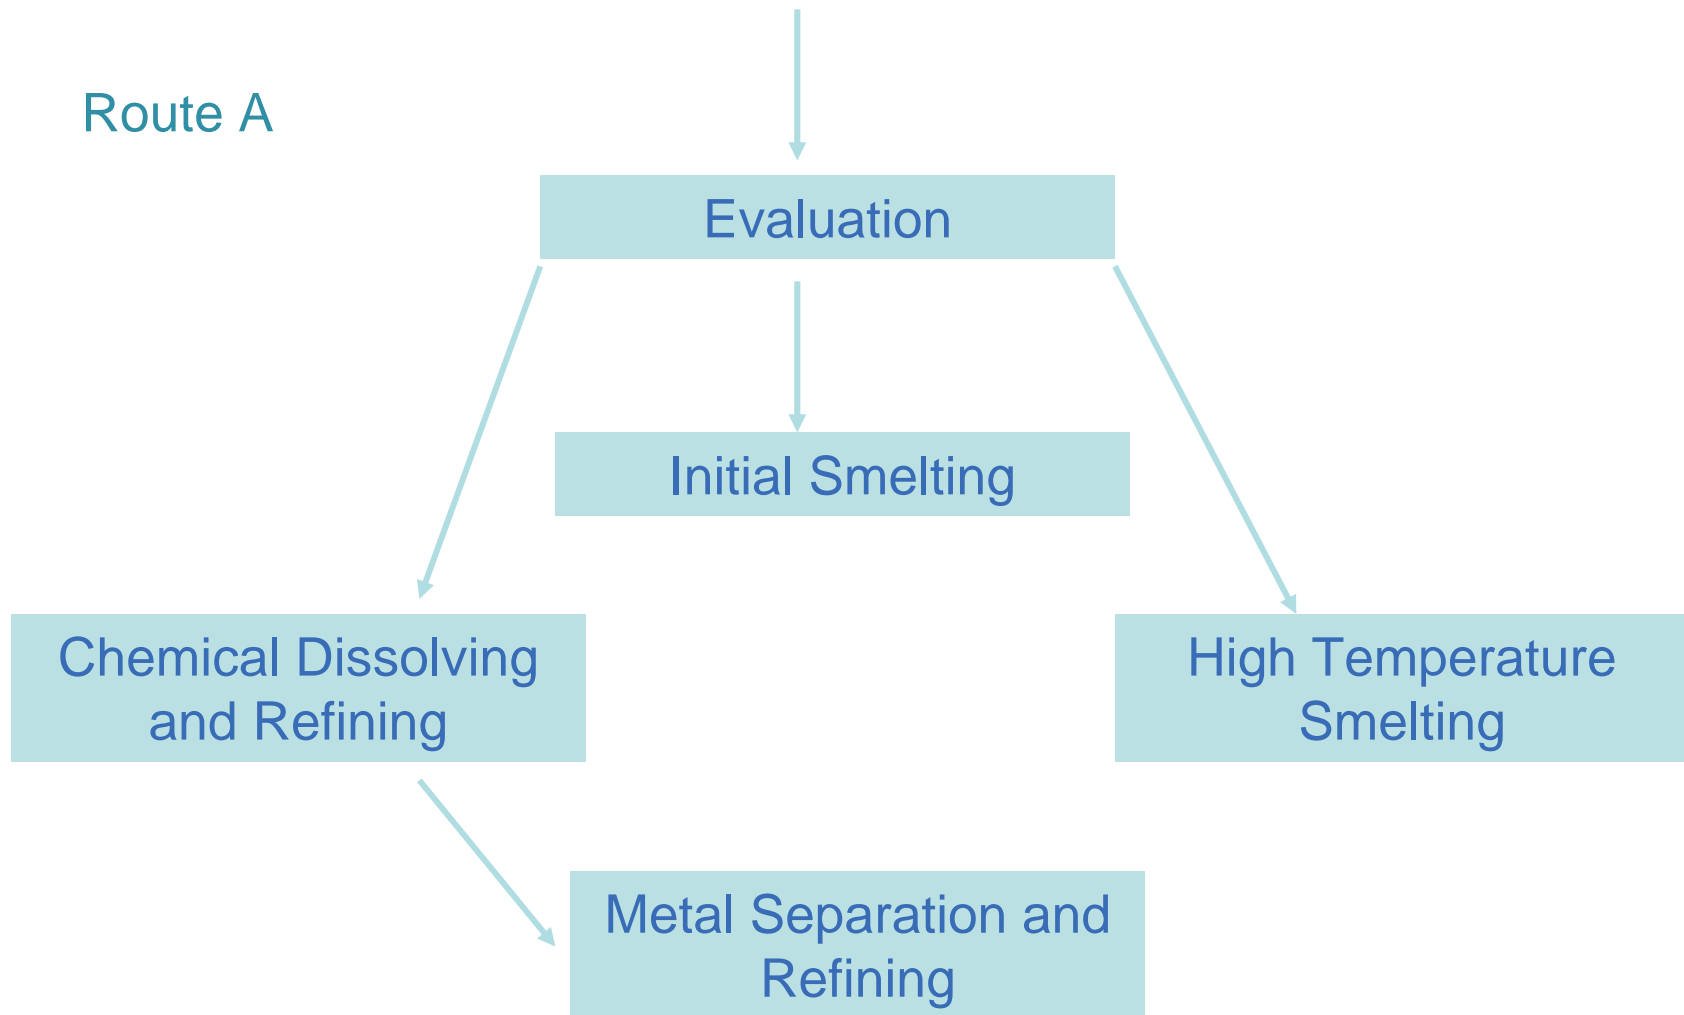 Route A
Evaluation
Initial Smelting
Chemical Dissolving
and Refining
High Temperature
Smelting
Metal Separation and
Refining